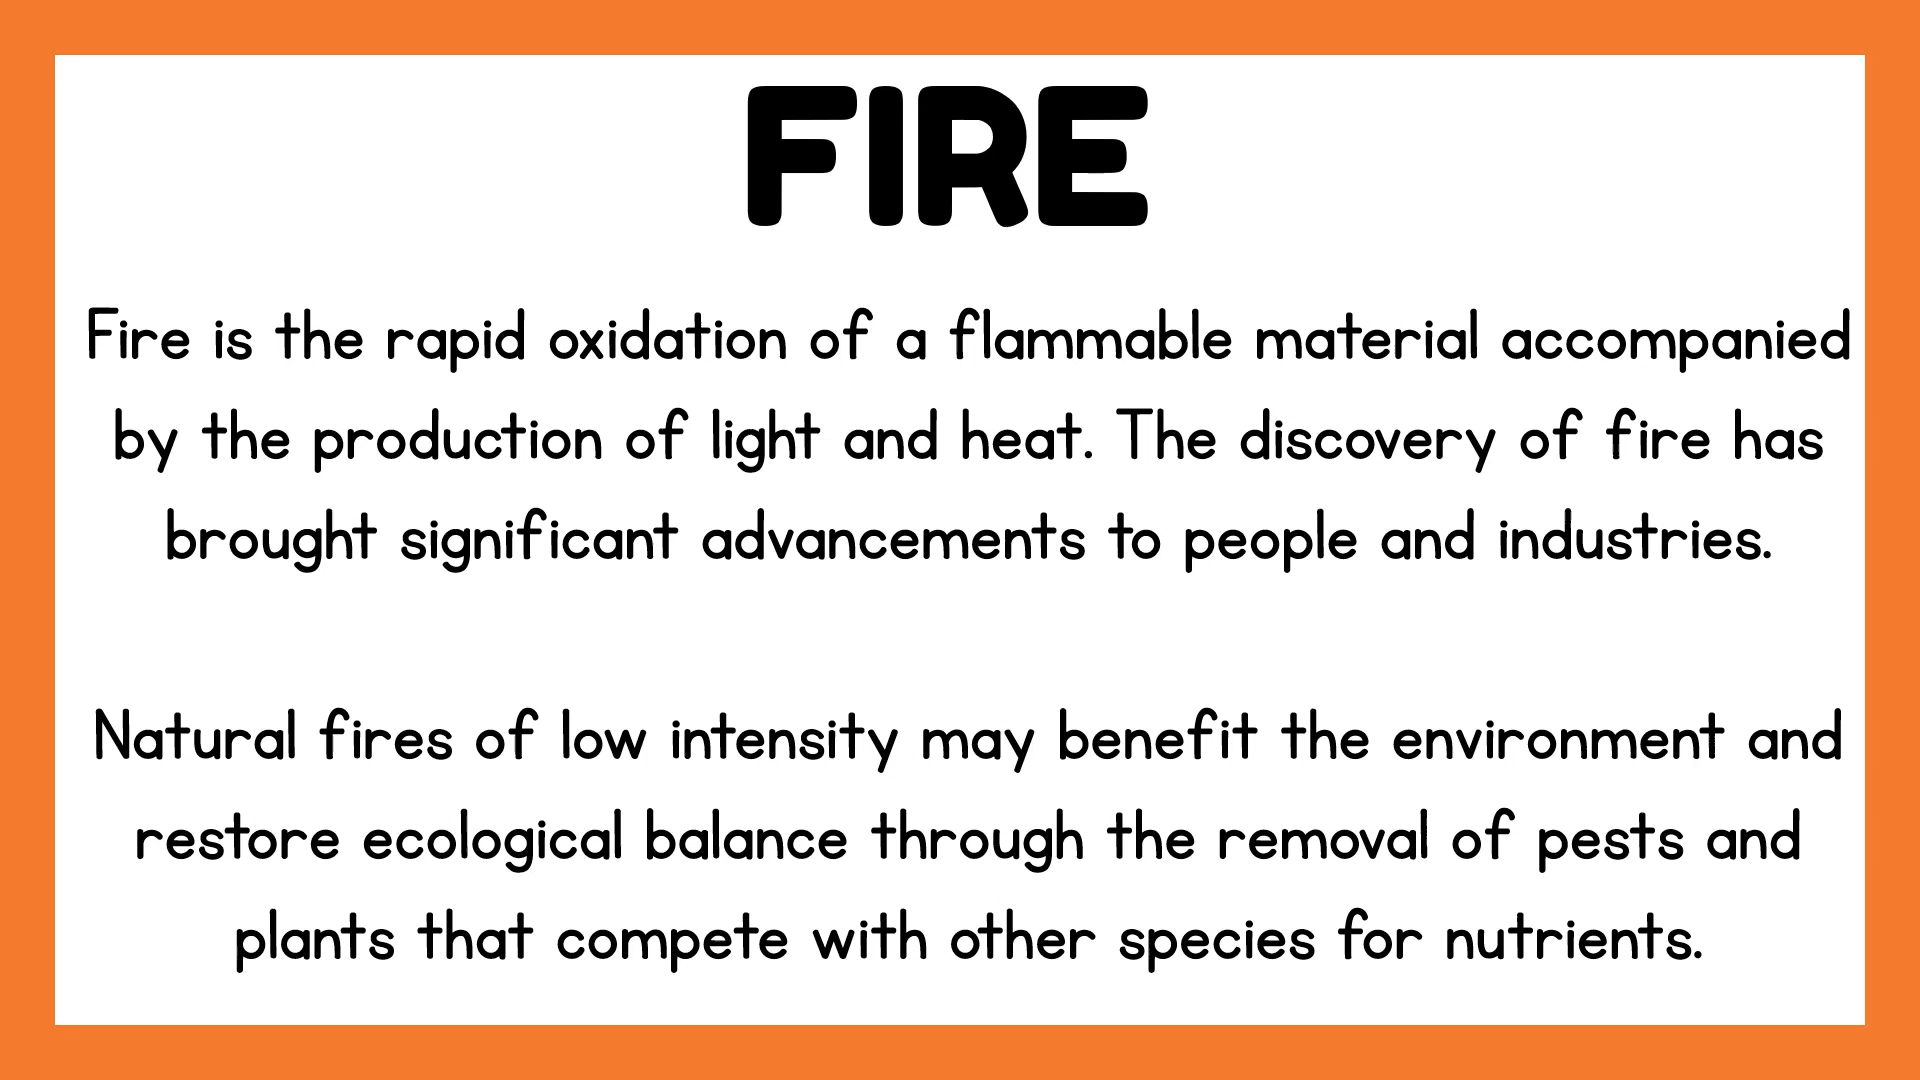 FIRE
Fire is the rapid oxidation of a flammable material accompanied
by the production of light and heat. The discovery of fire has
brought significant advancements to people and industries.
Natural fires of low intensity may benefit the environment and
restore ecological balance through the removal of pests and
plants that compete with other species for nutrients.